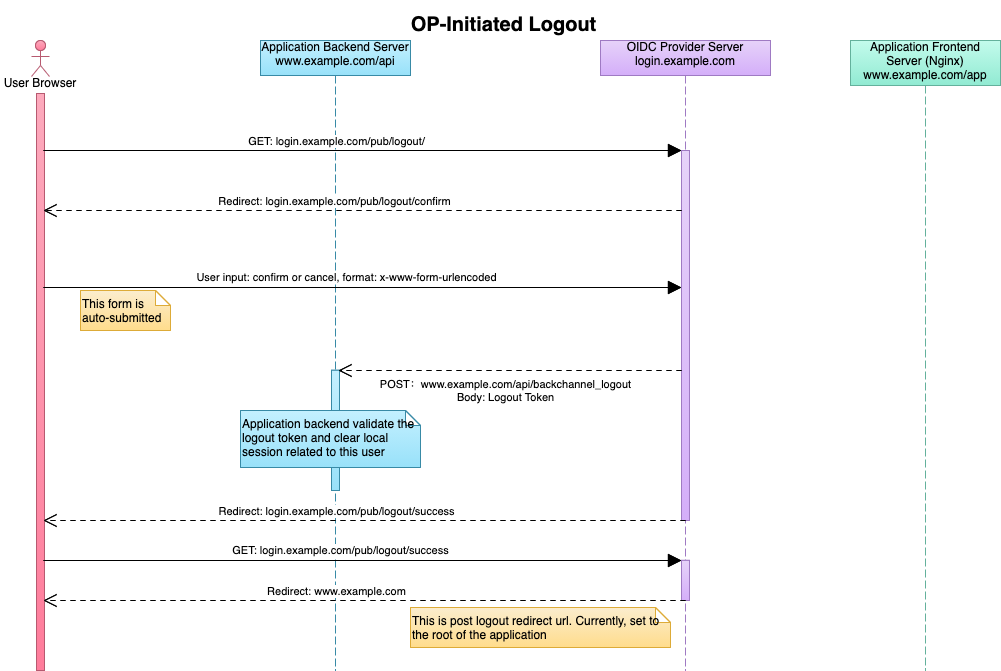 OP-Initiated Logout
Application Backend Server
www.example.com/api
OIDC Provider Server
login.example.com
Application Frontend
Server (Nginx)
www.example.com/app
User Browser
GET: login.example.com/pub/logout/
Redirect: login.example.com/pub/logout/confirm
User input: confirm or cancel, format: x-www-form-urlencoded
This form is
auto-submitted
POST：www.example.com/api/backchannel_logout
Body: Logout Token
Application backend validate the
logout token and clear local
session related to this user
Redirect: login.example.com/pub/logout/success
GET: login.example.com/pub/logout/success
Redirect: www.example.com
This is post logout redirect url. Currently, set to
the root of the application